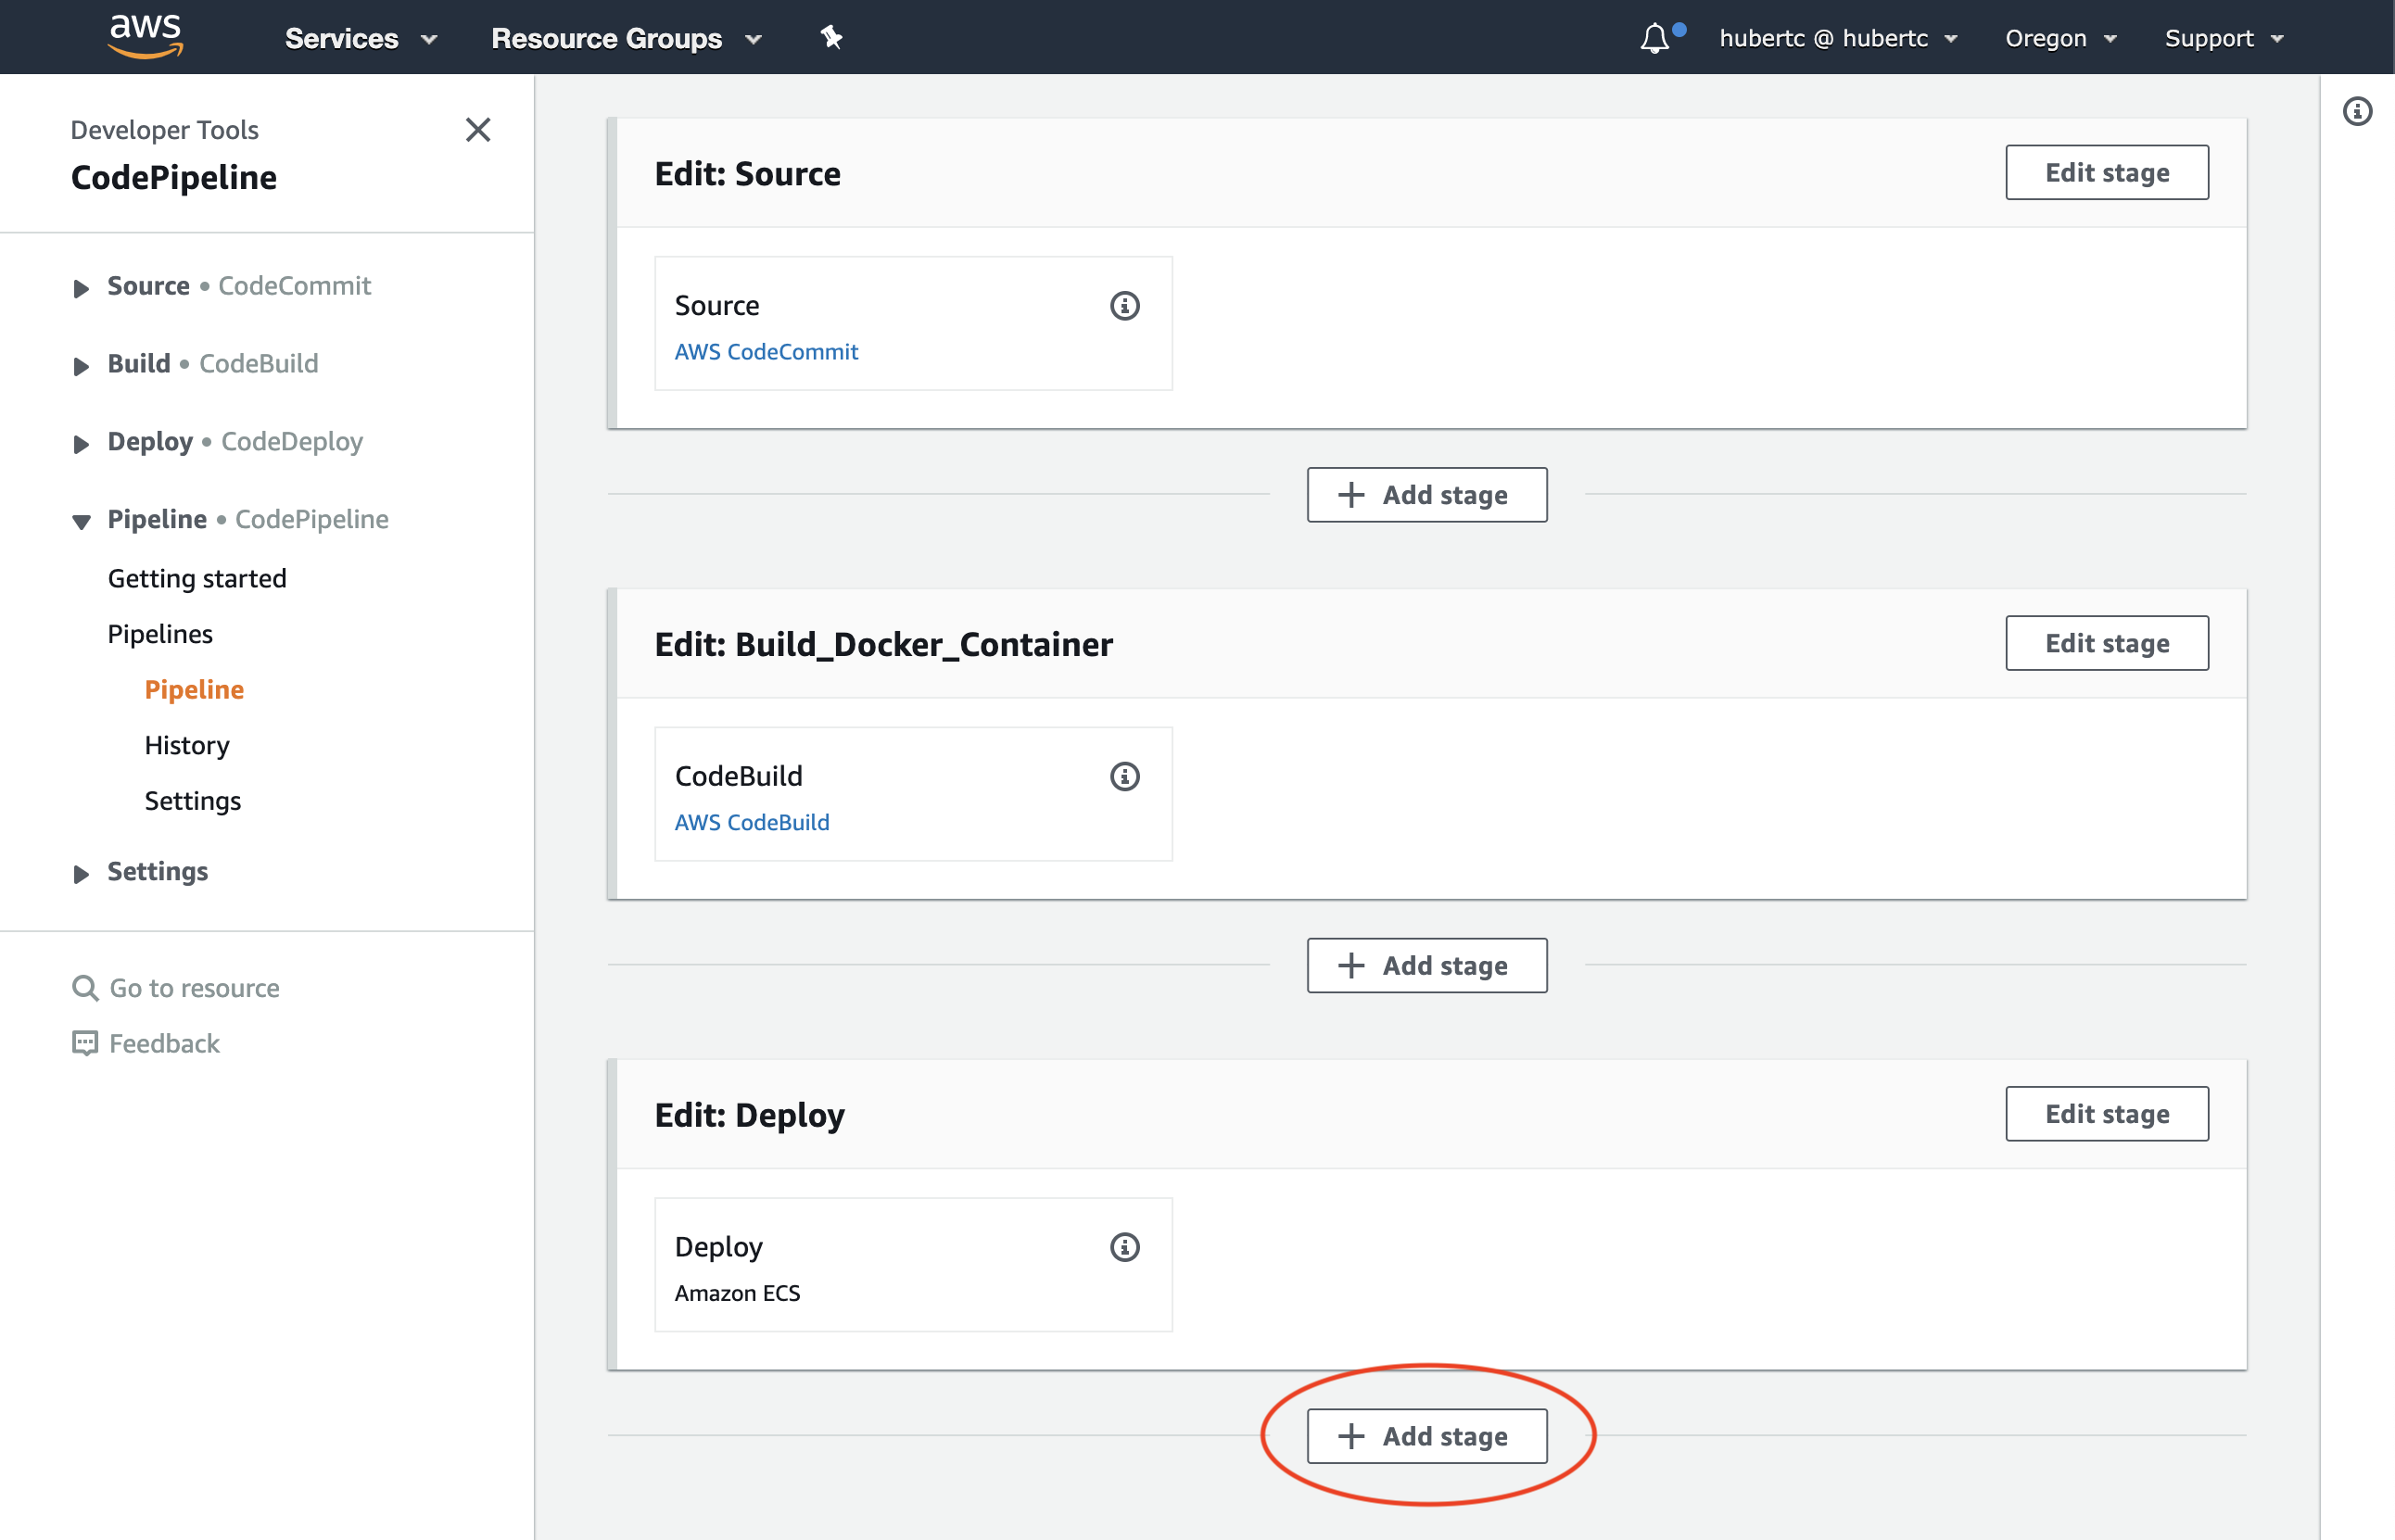 aws Services Resource Groups hubertc @ hubertc Oregon Support
Developer Tools
CodePipeline
Source • CodeCommit
Build • CodeBuild
Deploy • CodeDeploy
Pipeline • CodePipeline
Getting started
Pipelines
Pipeline
History
Settings
Settings
Go to resource
Feedback
Edit: Source Edit stage
Source
AWS CodeCommit
Add stage
Edit: Build_Docker_Container Edit stage
CodeBuild
AWS CodeBuild
Add stage
Edit: Deploy Edit stage
Deploy
Amazon ECS
Add stage